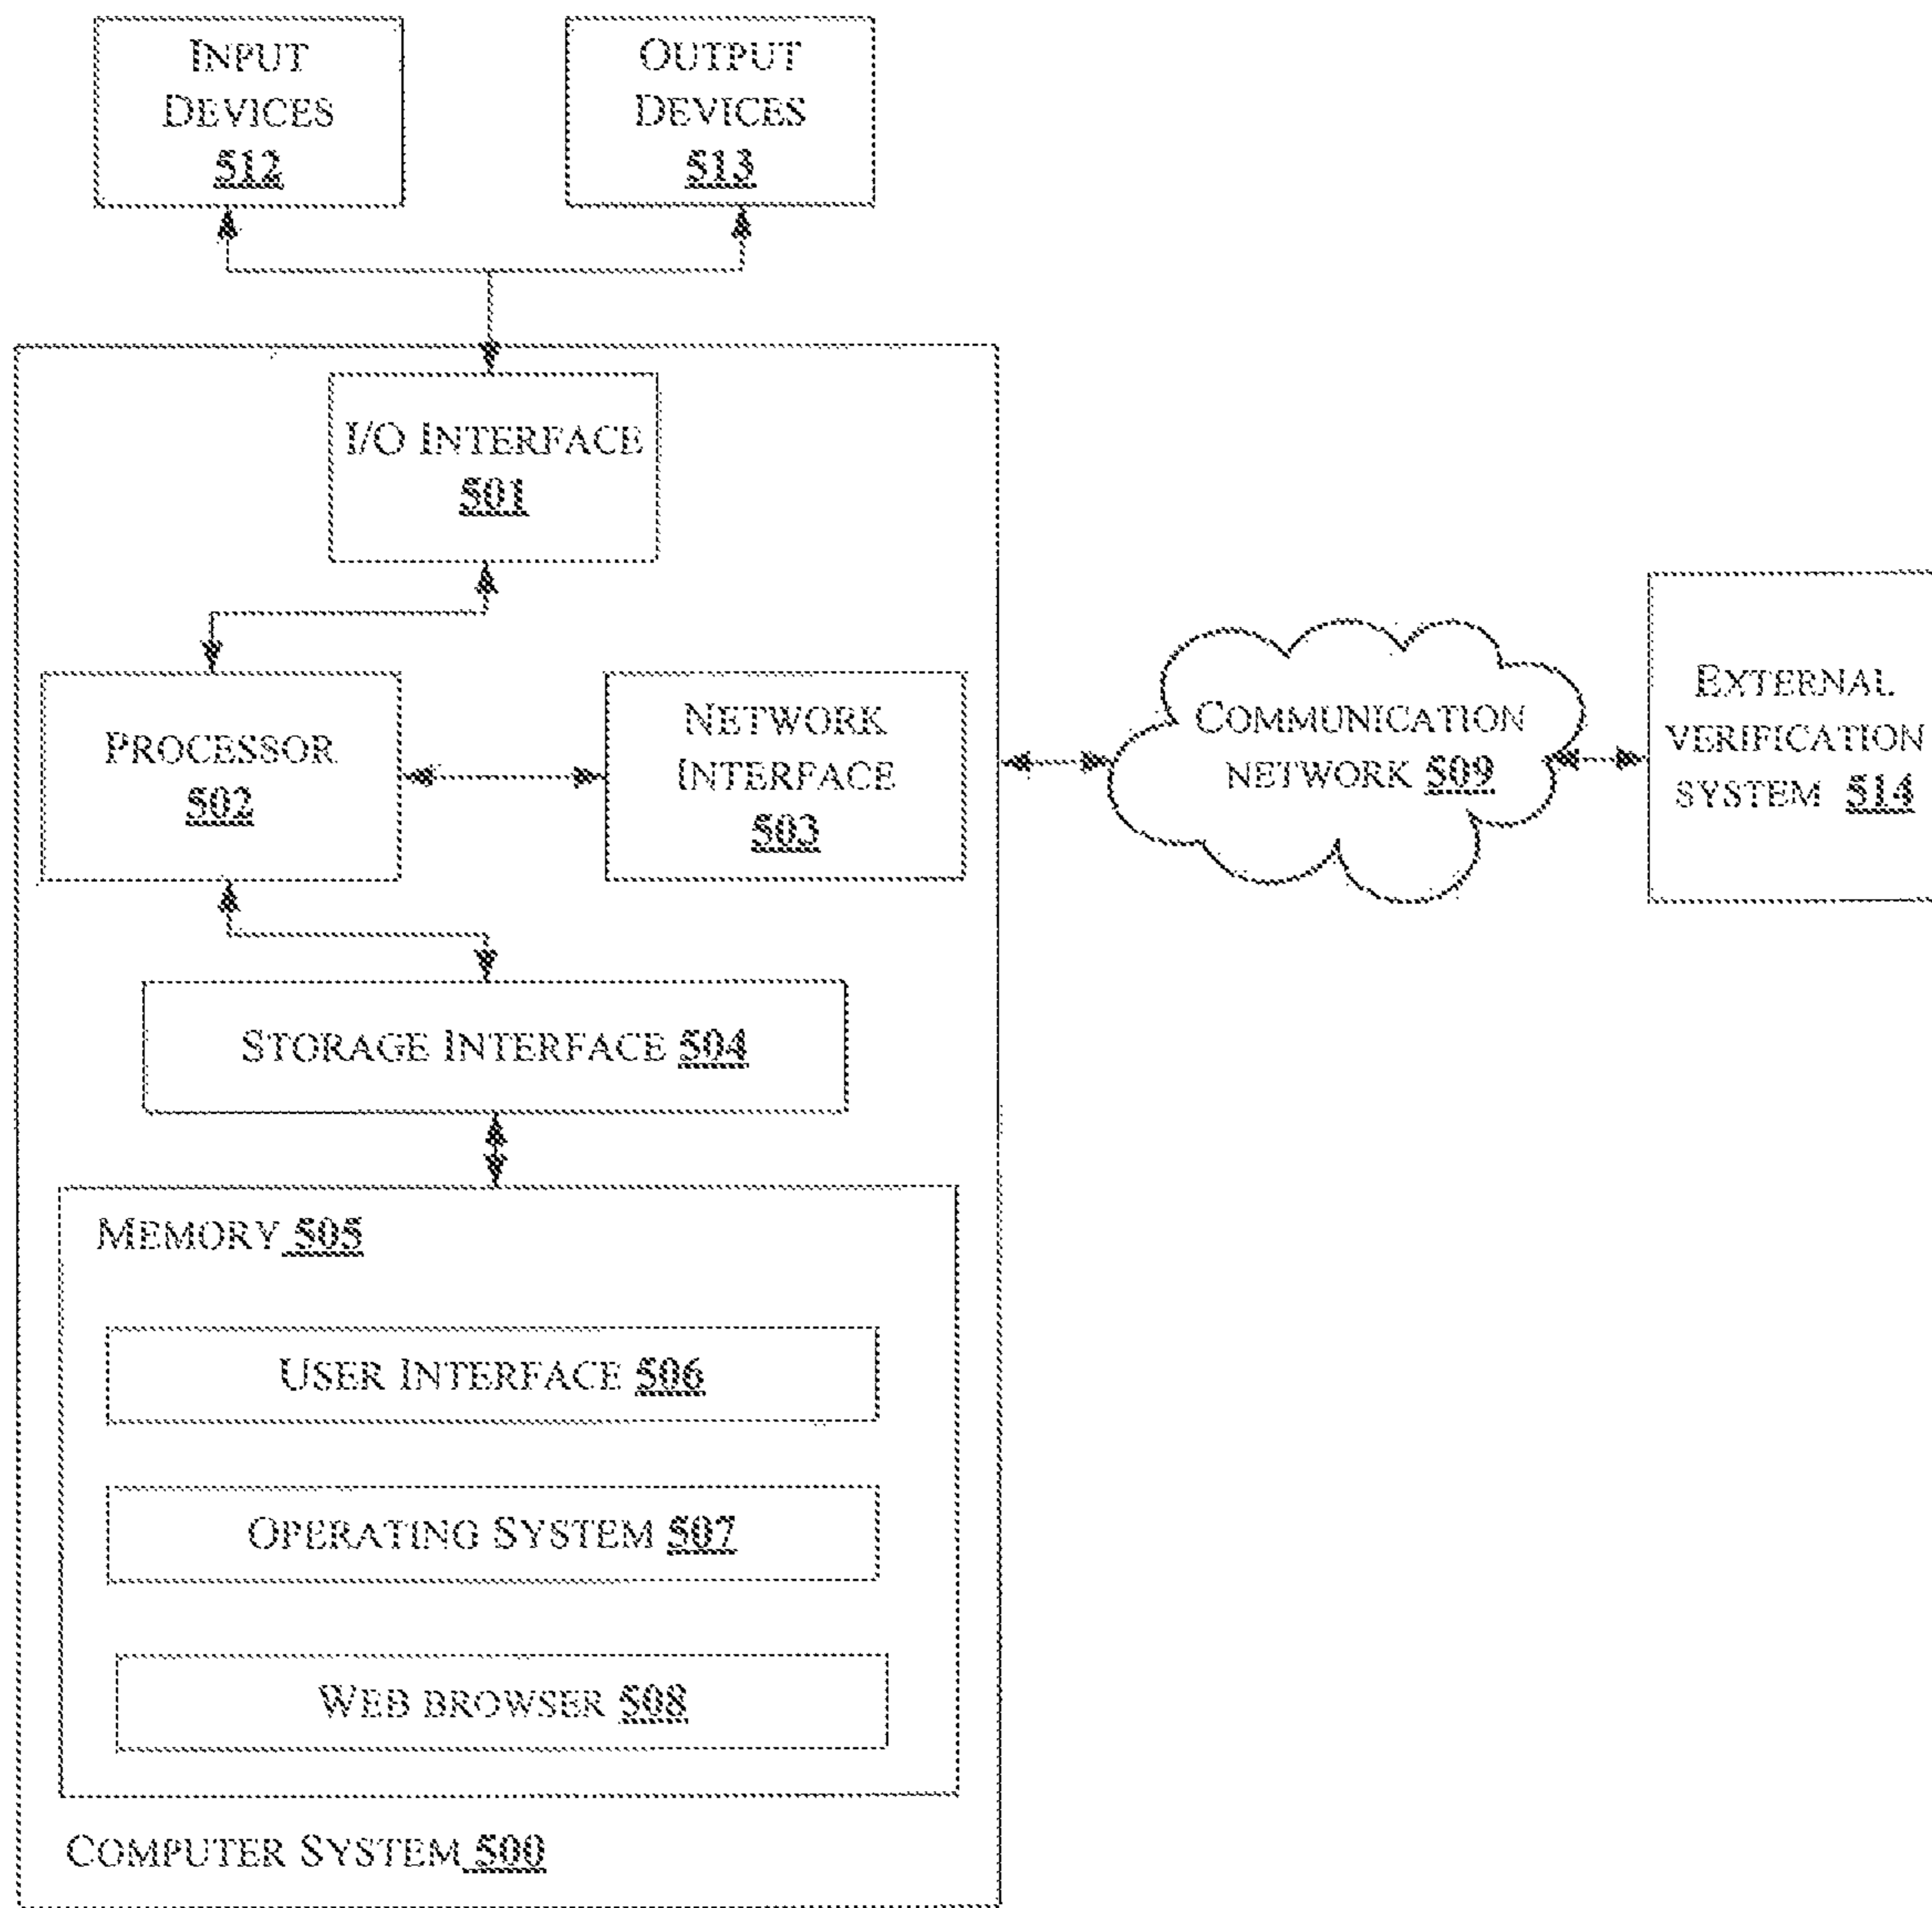 INPUT
DEVICES
512
OUTPUT
DEVICES
513
I/O INTERFACE
501
PROCESSOR
502
NETWORK
INTERFACE
503
COMMUNICATION
NETWORK 509
EXTERNAL
VERIFICATION
SYSTEM 514
STORAGE INTERFACE 504
MEMORY 505
USER INTERFACE 506
OPERATING SYSTEM 507
WEB BROWSER 508
COMPUTER SYSTEM 500